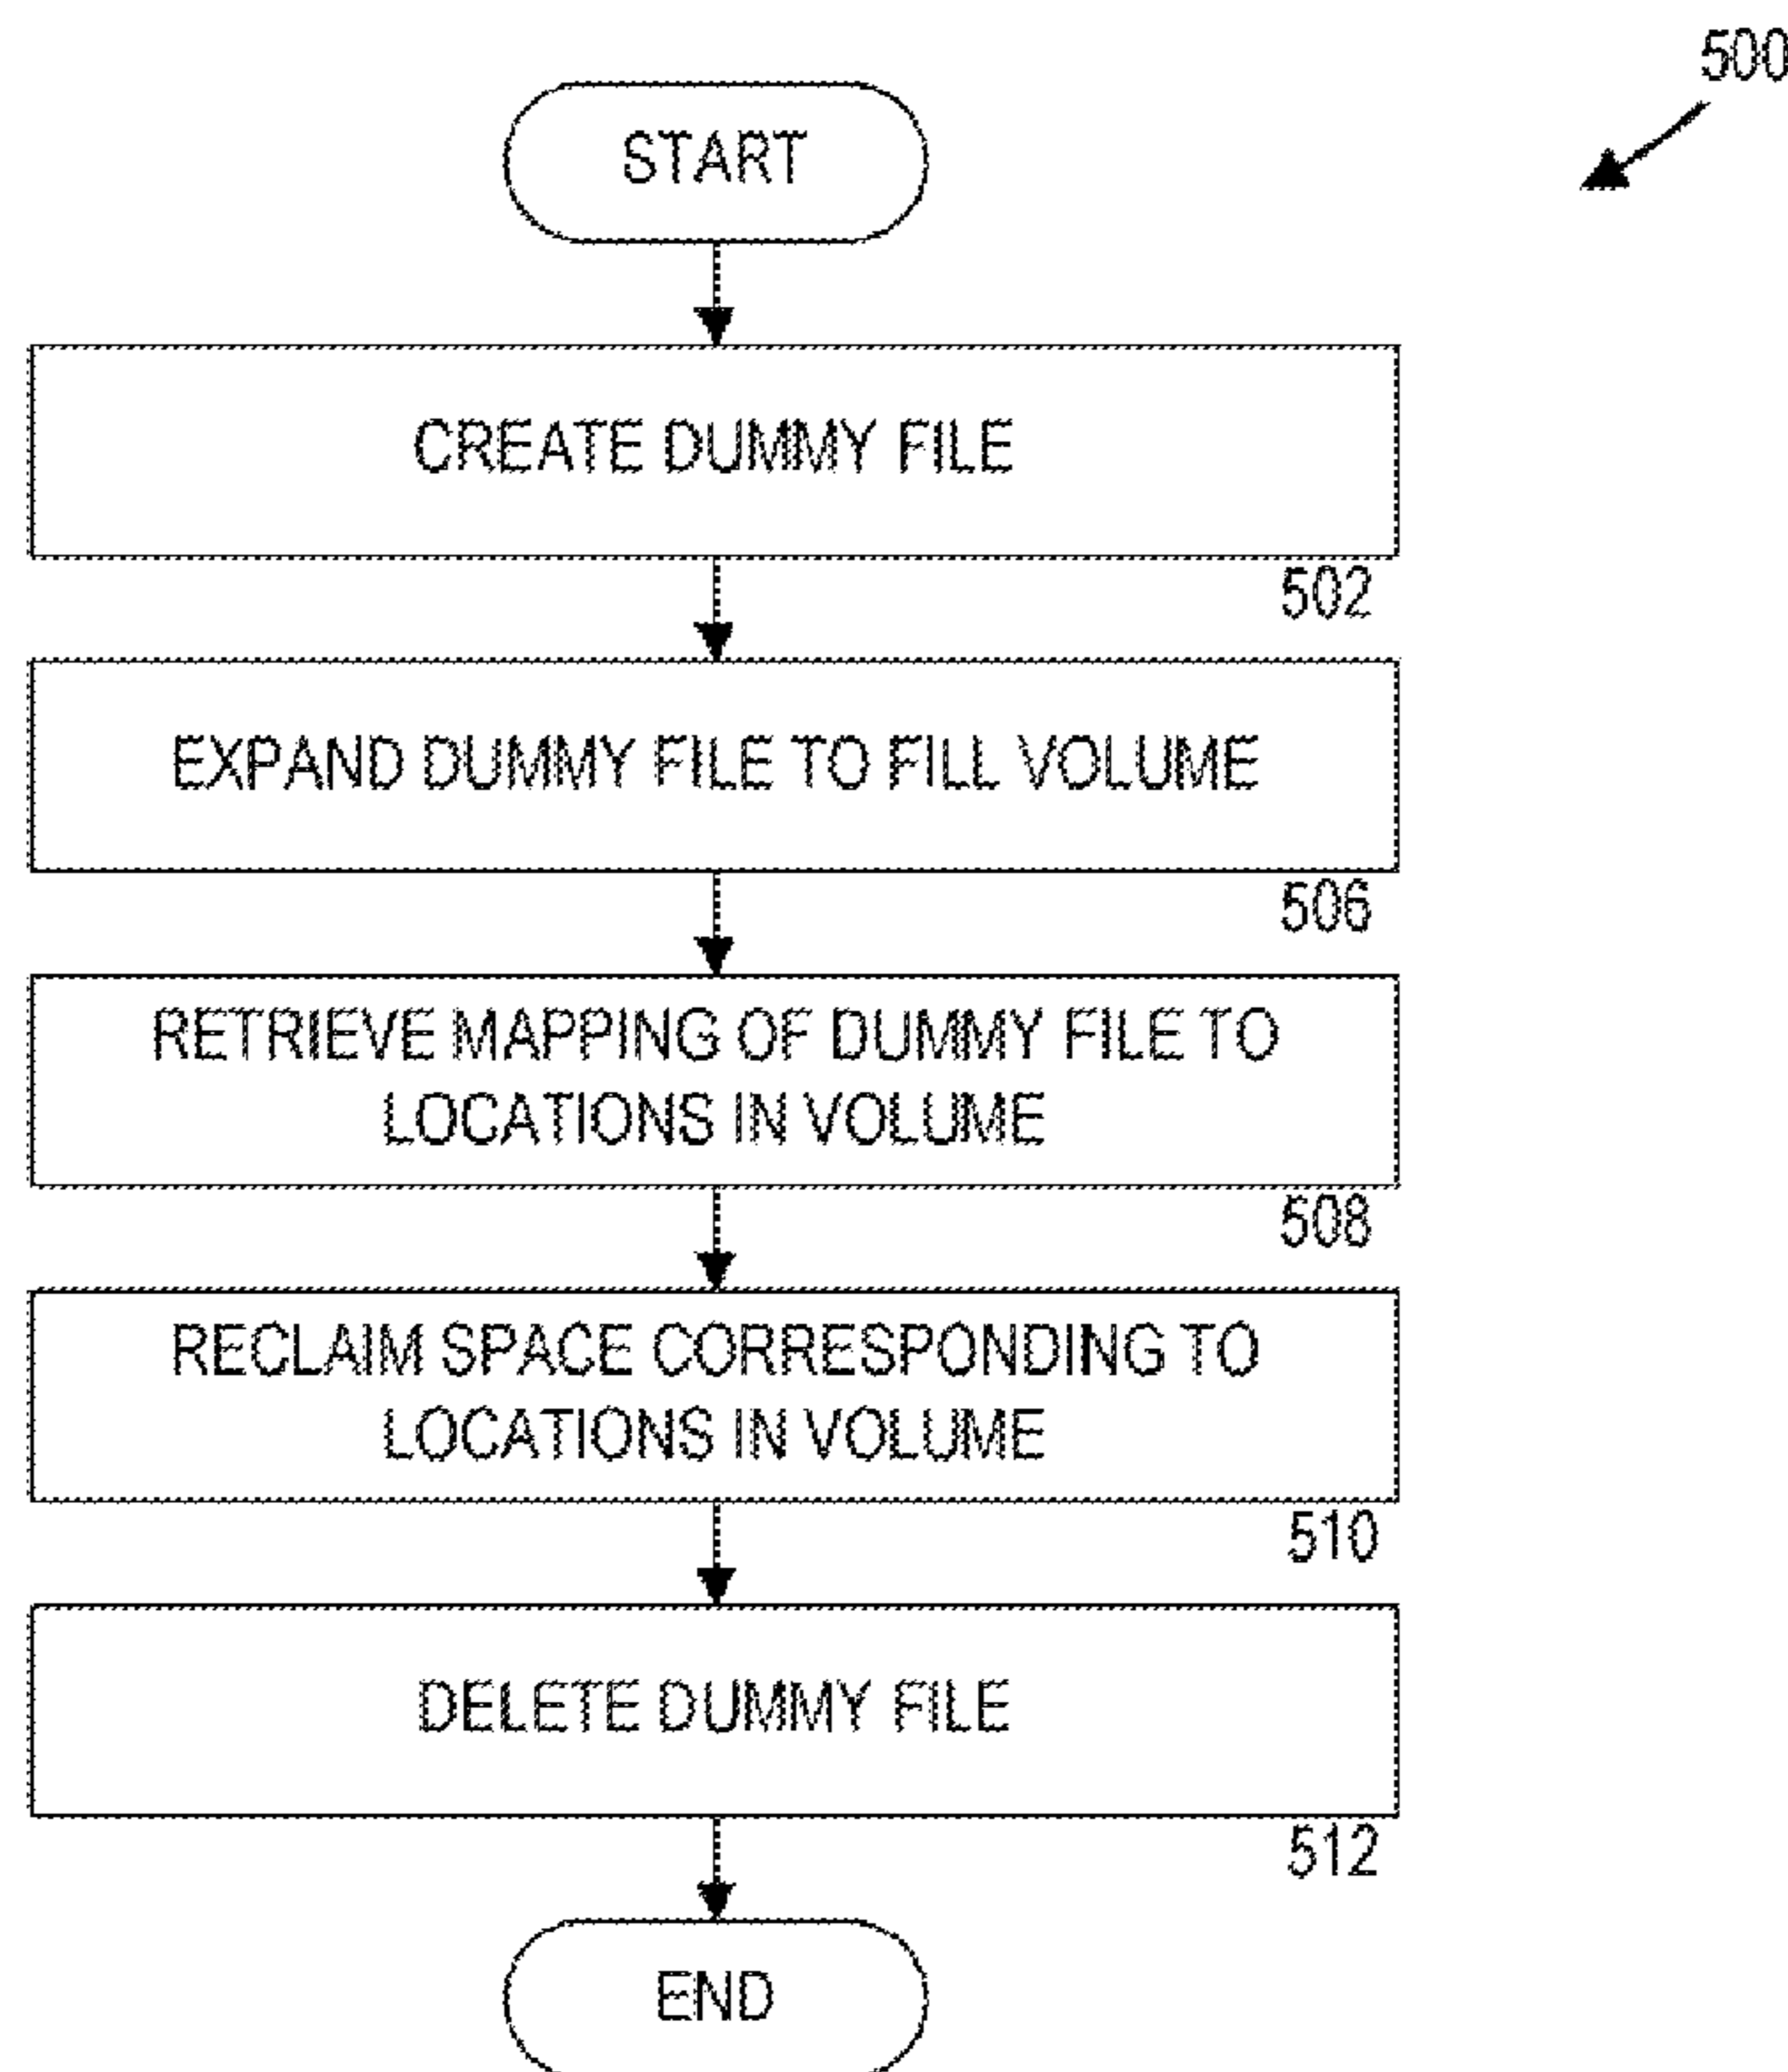 500
START
CREATE DUMMY FILE
502
EXPAND DUMMY FILE TO FILL VOLUME
506
RETRIEVE MAPPING OF DUMMY FILE TO
LOCATIONS IN VOLUME
508
RECLAIM SPACE CORRESPONDING TO
LOCATIONS IN VOLUME
510
DELETE DUMMY FILE
512
END